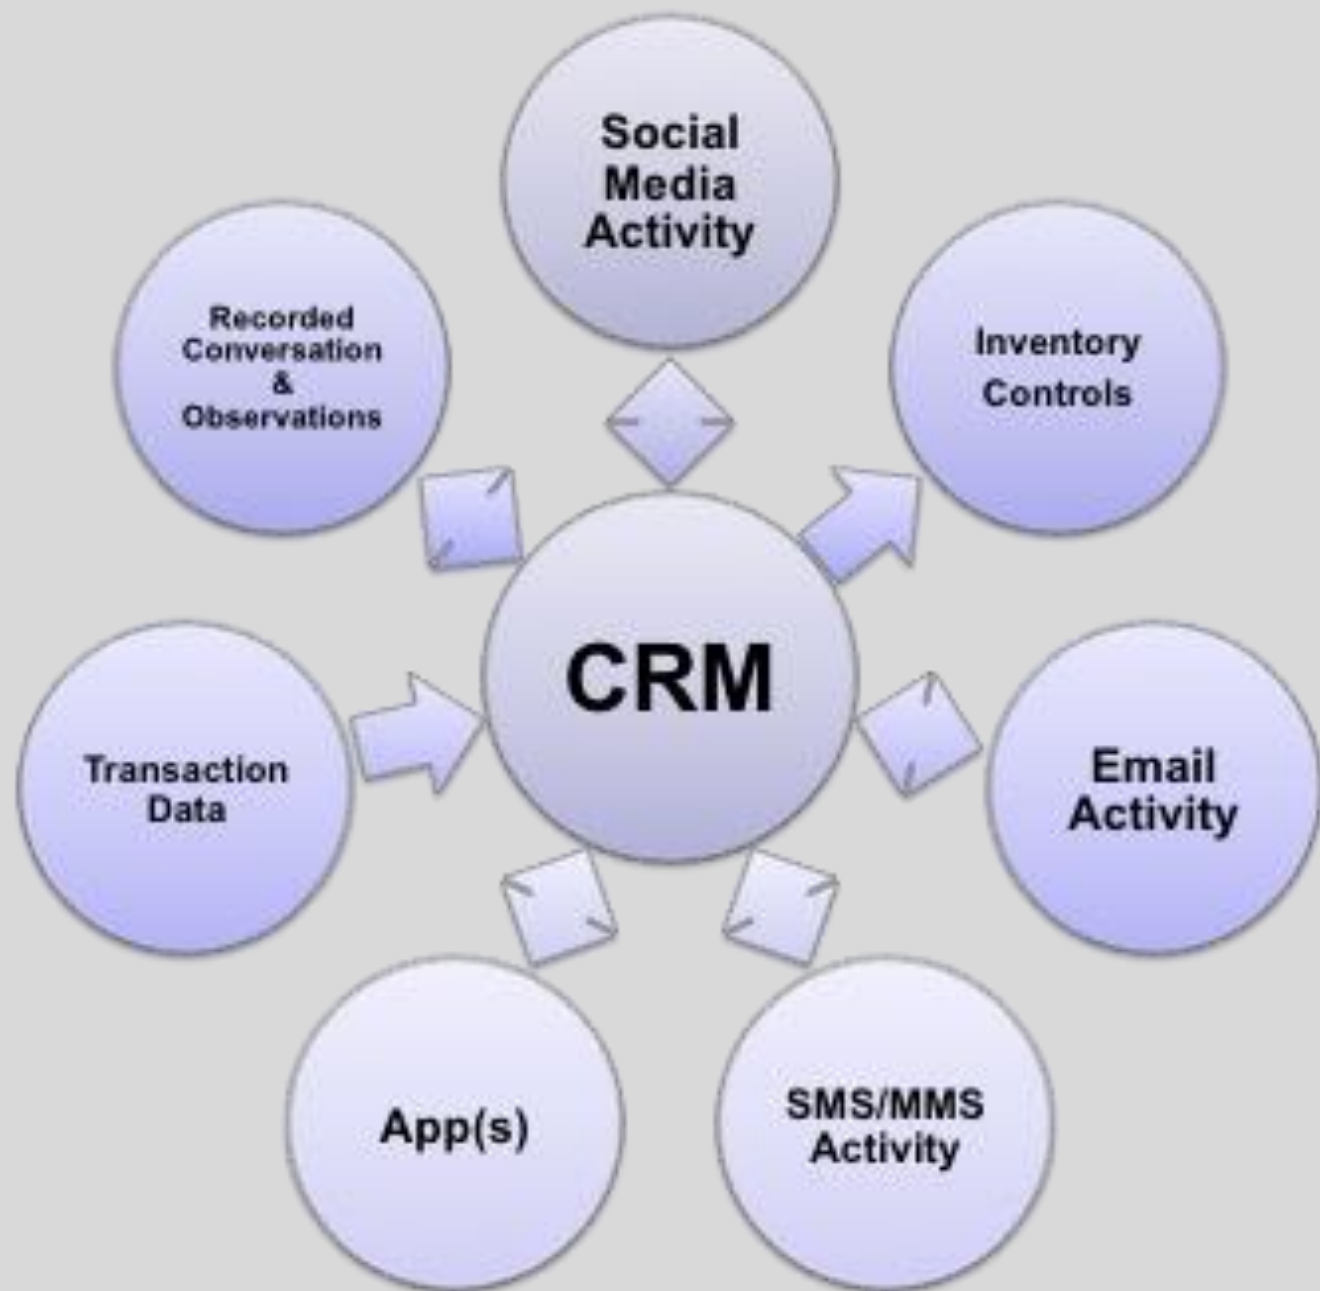 Social
Media
Activity
Recorded
Conversation
&
Observations
Inventory
Controls
CRM
Transaction
Data
Email
Activity
App(s)
SMS/MMS
Activity